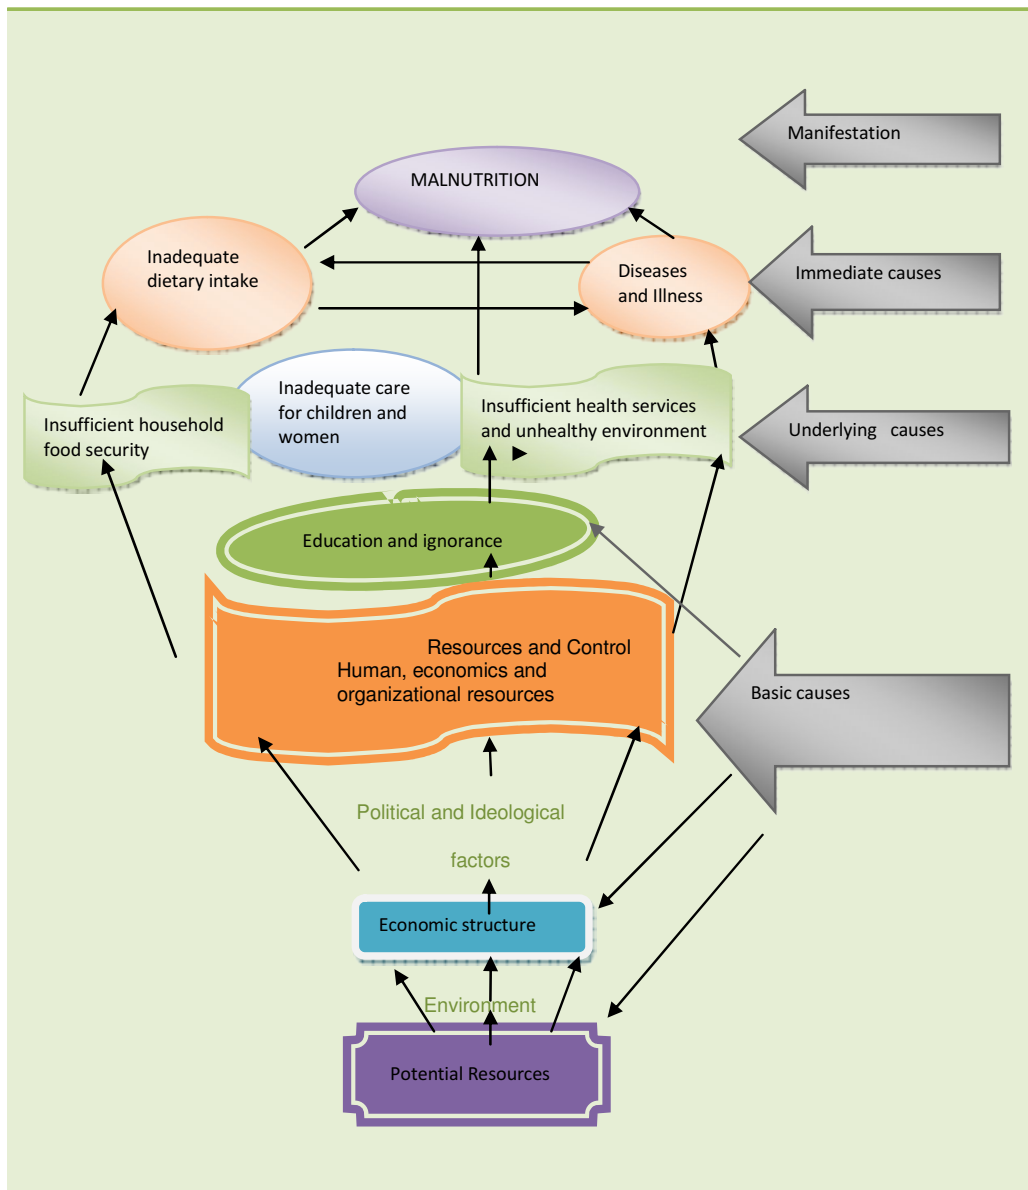 Manifestation
MALNUTRITION
Inadequate
dietary intake
Diseases
and Illness
Immediate causes
Insufficient household
food security
Inadequate care
for children and
women
Insufficient health services
and unhealthy environment
Underlying causes
Education and ignorance
Resources and Control
Human, economics and
organizational resources
Basic causes
Political and Ideological
factors
Economic structure
Environment
Potential Resources